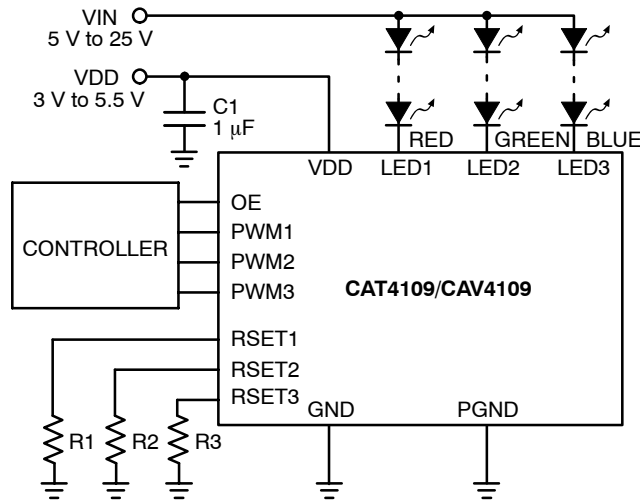 VIN
5 V to 25 V
VDD
3 V to 5.5 V
C1
1 μF
RED
GREEN
BLUE
VDD
LED1
LED2
LED3
CONTROLLER
OE
PWM1
PWM2
PWM3
CAT4109/CAV4109
RSET1
RSET2
RSET3
GND
PGND
R1
R2
R3